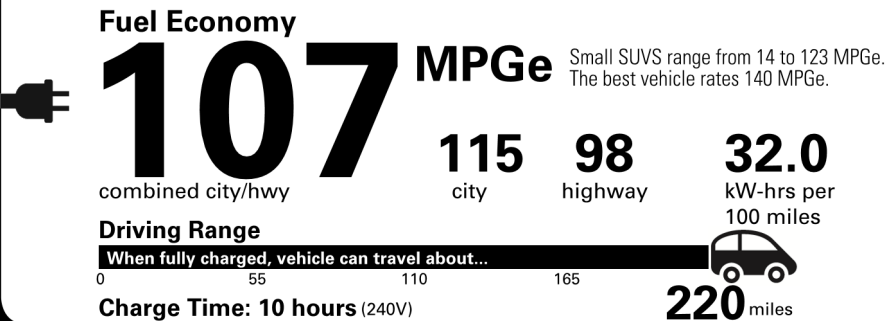 Fuel Economy
107 MPGe
Small SUVS range from 14 to 123 MPGe.
The best vehicle rates 140 MPGe.
combined city/hwy
115
city
98
highway
32.0
kW-hrs per
100 miles
Driving Range
When fully charged, vehicle can travel about...
0 55 110 165
220 miles
Charge Time: 10 hours (240V)